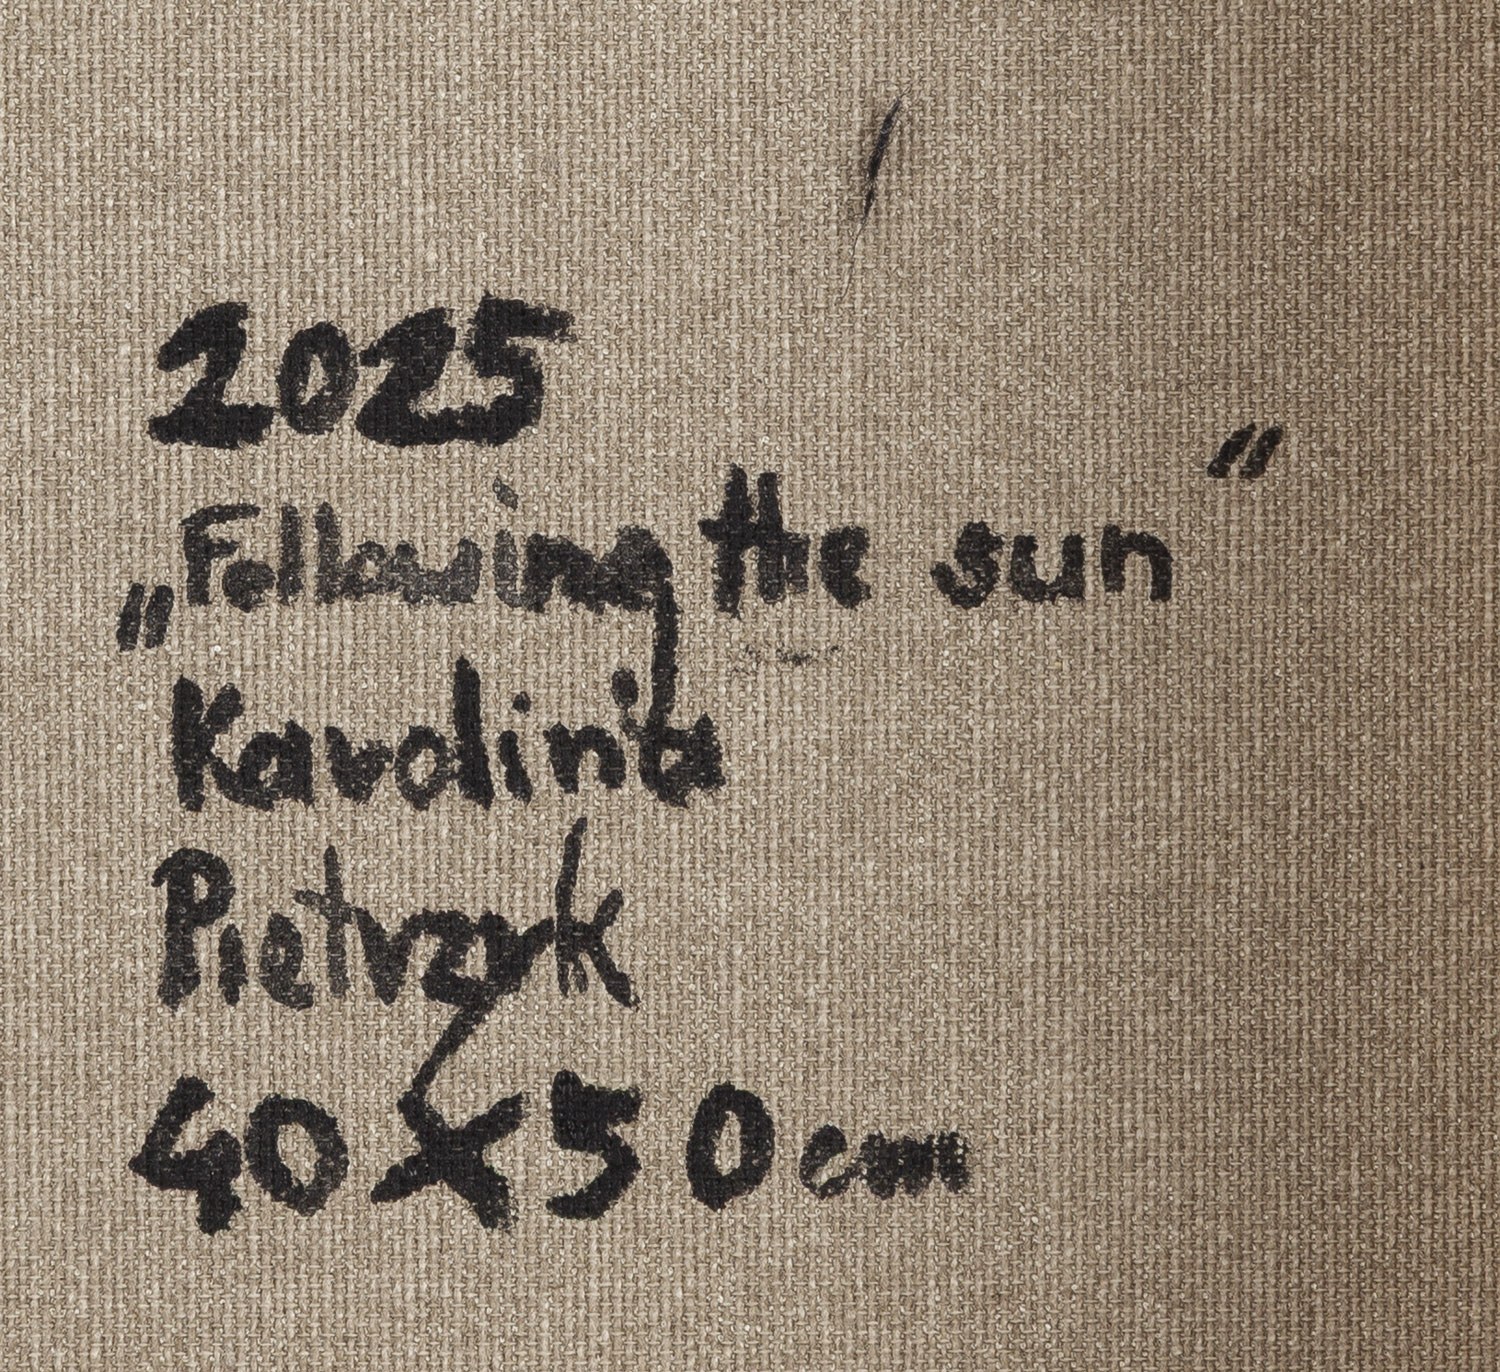 2025
„Following the sun”
Karolina
Pietrzyk
40x50cm